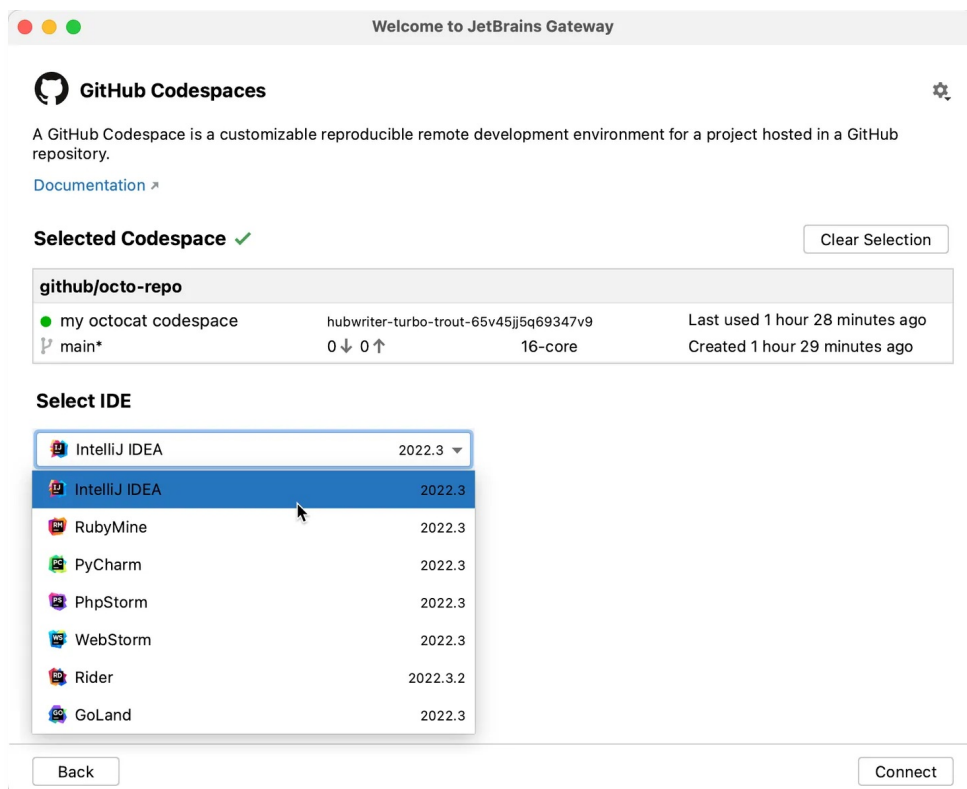 Welcome to JetBrains Gateway
GitHub Codespaces
A GitHub Codespace is a customizable reproducible remote development environment for a project hosted in a GitHub
repository.
Documentation ↗
Selected Codespace ✓
Clear Selection
github/octo-repo
my octocat codespace hubwriter-turbo-trout-65v45jj5q69347v9 Last used 1 hour 28 minutes ago
main* 0↓ 0↑ 16-core Created 1 hour 29 minutes ago
Select IDE
IntelliJ IDEA 2022.3
IntelliJ IDEA 2022.3
RubyMine 2022.3
PyCharm 2022.3
PhpStorm 2022.3
WebStorm 2022.3
Rider 2022.3.2
GoLand 2022.3
Back
Connect